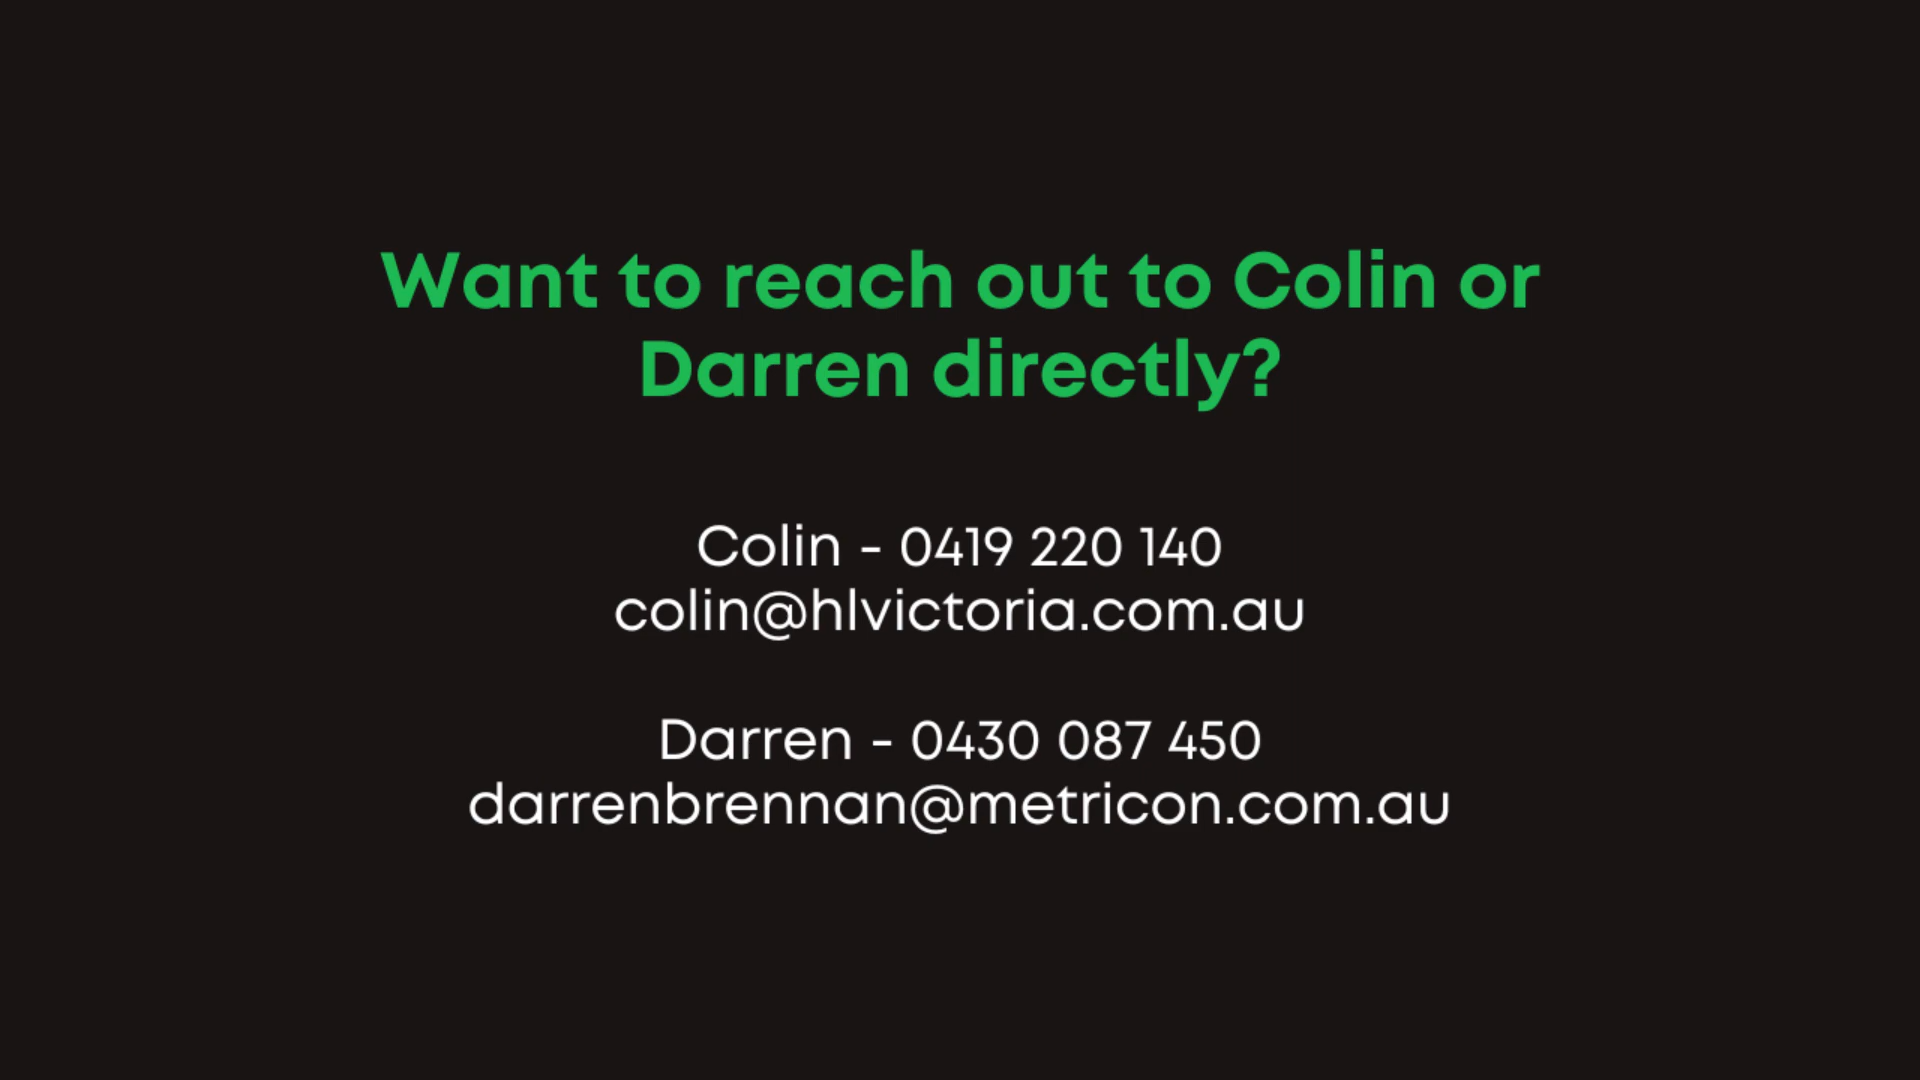 Want to reach out to Colin or
Darren directly?
Colin - 0419 220 140
colin@hlvictoria.com.au
Darren - 0430 087 450
darrenbrennan@metricon.com.au